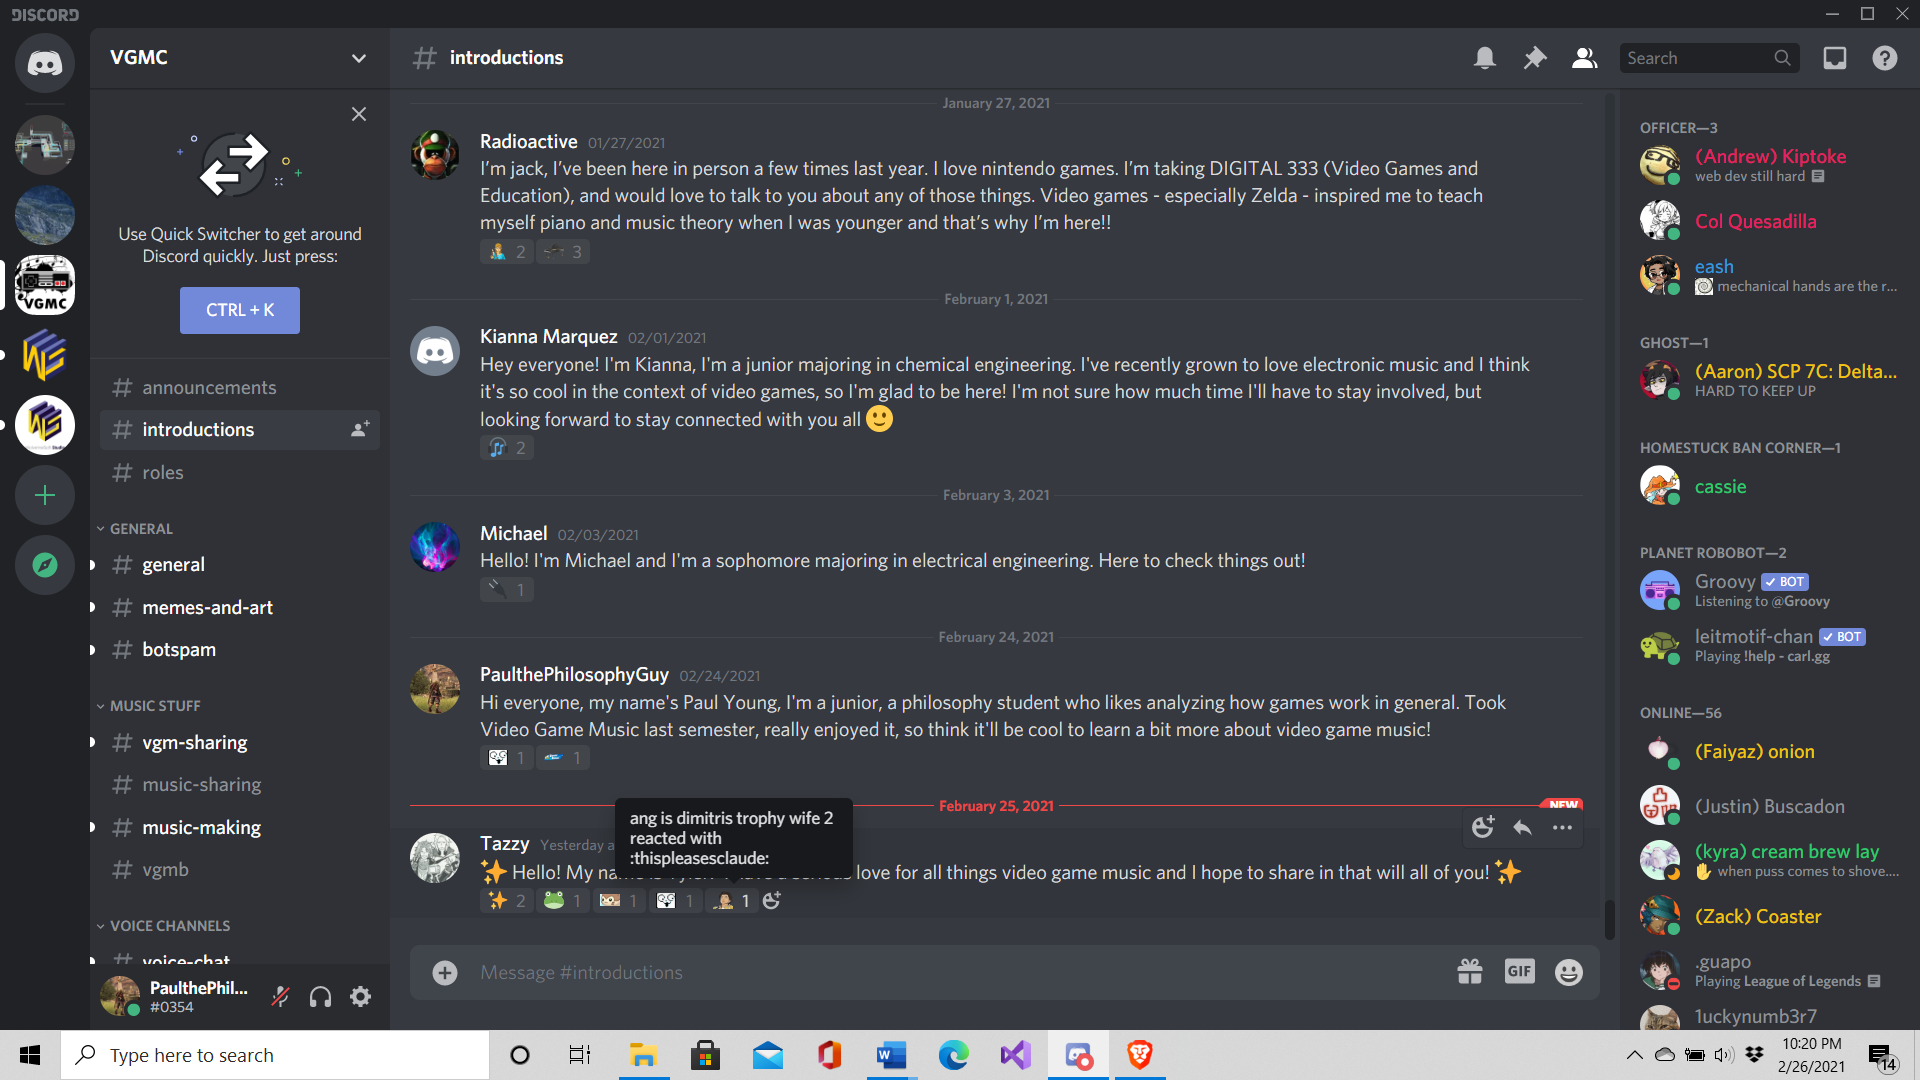 DISCORD
VGMC
introductions
Search
Use Quick Switcher to get around
Discord quickly. Just press:
CTRL + K
VGMC
announcements
introductions
roles
GENERAL
general
memes-and-art
botspam
MUSIC STUFF
vgm-sharing
music-sharing
music-making
vgmb
VOICE CHANNELS
voice-chat
PaulthePhil...
#0354
January 27, 2021
Radioactive 01/27/2021
I'm jack, I've been here in person a few times last year. I love nintendo games. I'm taking DIGITAL 333 (Video Games and
Education), and would love to talk to you about any of those things. Video games - especially Zelda - inspired me to teach
myself piano and music theory when I was younger and that's why I'm here!!
2 3
February 1, 2021
Kianna Marquez 02/01/2021
Hey everyone! I'm Kianna, I'm a junior majoring in chemical engineering. I've recently grown to love electronic music and I think
it's so cool in the context of video games, so I'm glad to be here! I'm not sure how much time I'll have to stay involved, but
looking forward to stay connected with you all 🙂
2
February 3, 2021
Michael 02/03/2021
Hello! I'm Michael and I'm a sophomore majoring in electrical engineering. Here to check things out!
1
February 24, 2021
PaulthePhilosophyGuy 02/24/2021
Hi everyone, my name's Paul Young, I'm a junior, a philosophy student who likes analyzing how games work in general. Took
Video Game Music last semester, really enjoyed it, so think it'll be cool to learn a bit more about video game music!
1 1
February 25, 2021 NEW
ang is dimitris trophy wife 2
reacted with
:thispleasesclaude:
Tazzy Yesterday a
✨ Hello! My na love for all things video game music and I hope to share in that will all of you! ✨
2 1 1 1 1
Message #introductions
GIF
OFFICER—3
(Andrew) Kiptoke
web dev still hard
Col Quesadilla
eash
mechanical hands are the r...
GHOST—1
(Aaron) SCP 7C: Delta...
HARD TO KEEP UP
HOMESTUCK BAN CORNER—1
cassie
PLANET ROBOBOT—2
Groovy BOT
Listening to @Groovy
leitmotif-chan BOT
Playing !help - carl.gg
ONLINE—56
(Faiyaz) onion
(Justin) Buscadon
(kyra) cream brew lay
✋ when puss comes to shove....
(Zack) Coaster
.guapo
Playing League of Legends
1uckynumb3r7
Type here to search
10:20 PM
2/26/2021
14